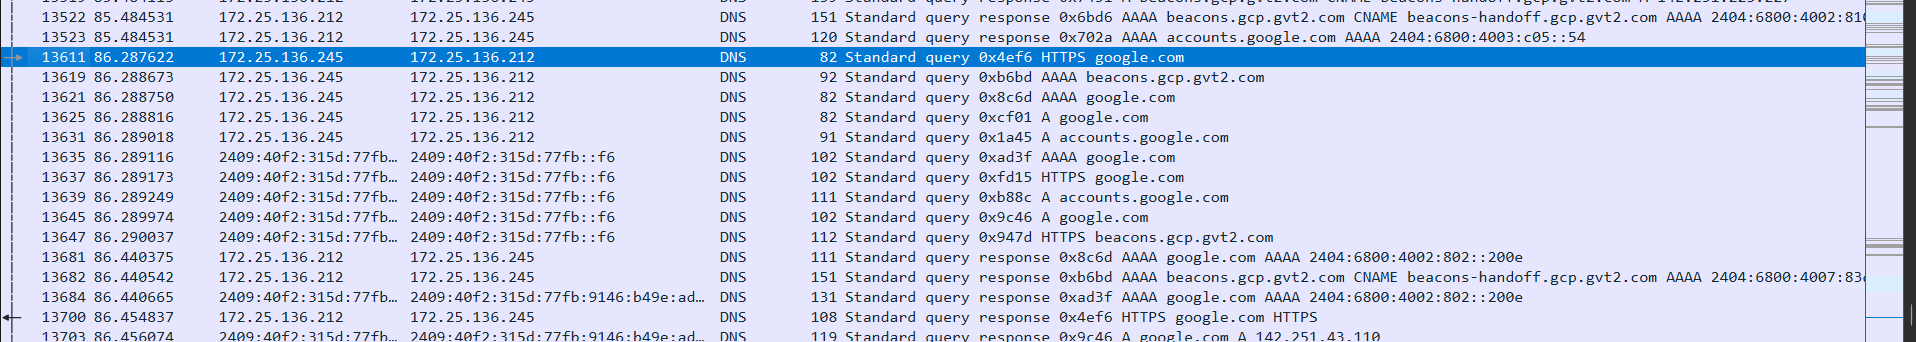 13522 85.484531 172.25.136.212 172.25.136.245 DNS 151 Standard query response 0x6bd6 AAAA beacons.gcp.gvt2.com CNAME beacons-handoff.gcp.gvt2.com AAAA 2404:6800:4002:81
13523 85.484531 172.25.136.212 172.25.136.245 DNS 120 Standard query response 0x702a AAAA accounts.google.com AAAA 2404:6800:4003:c05::54
13611 86.287622 172.25.136.245 172.25.136.212 DNS 82 Standard query 0x4ef6 HTTPS google.com
13619 86.288673 172.25.136.245 172.25.136.212 DNS 92 Standard query 0xb6bd AAAA beacons.gcp.gvt2.com
13621 86.288750 172.25.136.245 172.25.136.212 DNS 82 Standard query 0x8c6d AAAA google.com
13625 86.288816 172.25.136.245 172.25.136.212 DNS 82 Standard query 0xcf01 A google.com
13631 86.289018 172.25.136.245 172.25.136.212 DNS 91 Standard query 0x1a45 A accounts.google.com
13635 86.289116 2409:40f2:315d:77fb… 2409:40f2:315d:77fb::f6 DNS 102 Standard query 0xad3f AAAA google.com
13637 86.289173 2409:40f2:315d:77fb… 2409:40f2:315d:77fb::f6 DNS 102 Standard query 0xfd15 HTTPS google.com
13639 86.289249 2409:40f2:315d:77fb… 2409:40f2:315d:77fb::f6 DNS 111 Standard query 0xb88c A accounts.google.com
13645 86.289974 2409:40f2:315d:77fb… 2409:40f2:315d:77fb::f6 DNS 102 Standard query 0x9c46 A google.com
13647 86.290037 2409:40f2:315d:77fb… 2409:40f2:315d:77fb::f6 DNS 112 Standard query 0x947d HTTPS beacons.gcp.gvt2.com
13681 86.440375 172.25.136.212 172.25.136.245 DNS 111 Standard query response 0x8c6d AAAA google.com AAAA 2404:6800:4002:802::200e
13682 86.440542 172.25.136.212 172.25.136.245 DNS 151 Standard query response 0xb6bd AAAA beacons.gcp.gvt2.com CNAME beacons-handoff.gcp.gvt2.com AAAA 2404:6800:4007:83
13684 86.440665 2409:40f2:315d:77fb… 2409:40f2:315d:77fb:9146:b49e:ad… DNS 131 Standard query response 0xad3f AAAA google.com AAAA 2404:6800:4002:802::200e
13700 86.454837 172.25.136.212 172.25.136.245 DNS 108 Standard query response 0x4ef6 HTTPS google.com HTTPS
13703 86.456074 2409:40f2:315d:77fb… 2409:40f2:315d:77fb:9146:b49e:ad… DNS 119 Standard query response 0x9c46 A google.com A 142.251.43.110